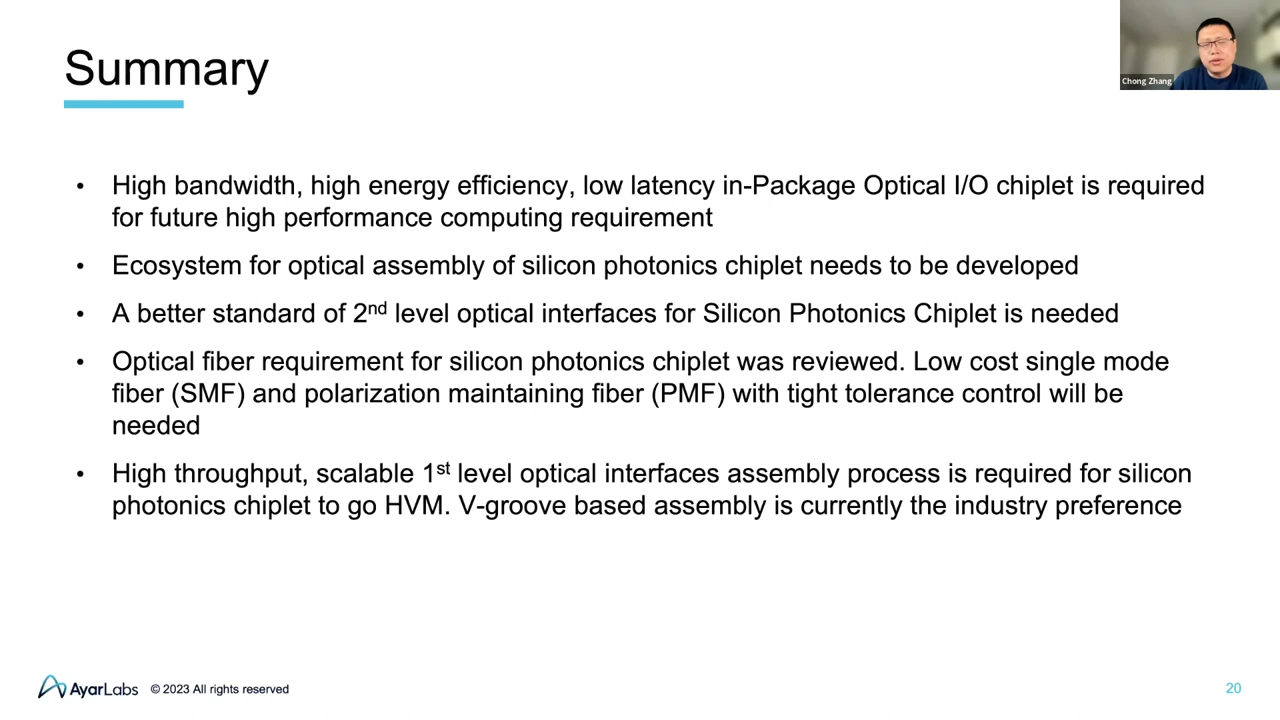 Summary
Chong Zhang
• High bandwidth, high energy efficiency, low latency in-Package Optical I/O chiplet is required
for future high performance computing requirement
• Ecosystem for optical assembly of silicon photonics chiplet needs to be developed
• A better standard of 2nd level optical interfaces for Silicon Photonics Chiplet is needed
• Optical fiber requirement for silicon photonics chiplet was reviewed. Low cost single mode
fiber (SMF) and polarization maintaining fiber (PMF) with tight tolerance control will be
needed
• High throughput, scalable 1st level optical interfaces assembly process is required for silicon
photonics chiplet to go HVM. V-groove based assembly is currently the industry preference
AyarLabs © 2023 All rights reserved
20